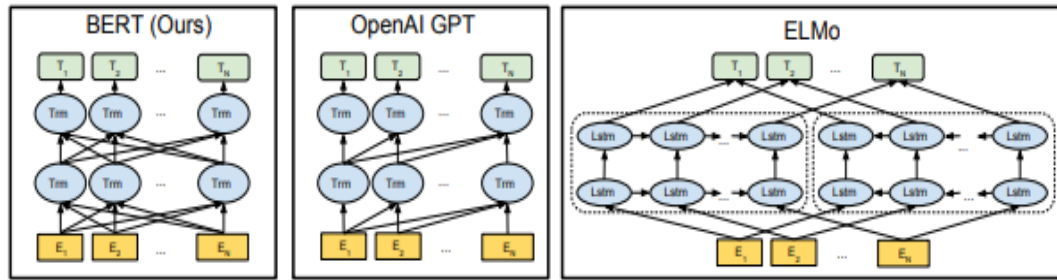 BERT (Ours)
T1 T2 ... TN
Trm Trm ... Trm
Trm Trm ... Trm
E1 E2 ... EN
OpenAI GPT
T1 T2 ... TN
Trm Trm ... Trm
Trm Trm ... Trm
E1 E2 ... EN
ELMo
T1 T2 ... TN
Lstm Lstm ... Lstm Lstm Lstm ... Lstm
Lstm Lstm ... Lstm Lstm Lstm ... Lstm
E1 E2 ... EN